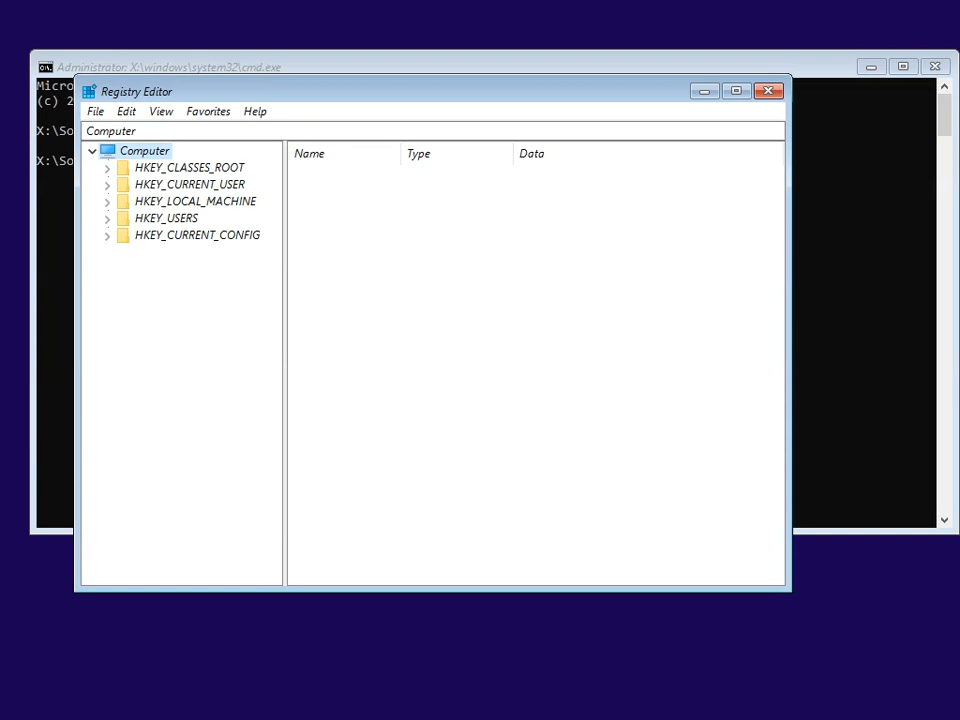 Administrator: X:\windows\system32\cmd.exe
Micro
(c) 2
X:\So
X:\So
Registry Editor
File Edit View Favorites Help
Computer
Computer
HKEY_CLASSES_ROOT
HKEY_CURRENT_USER
HKEY_LOCAL_MACHINE
HKEY_USERS
HKEY_CURRENT_CONFIG
Name Type Data